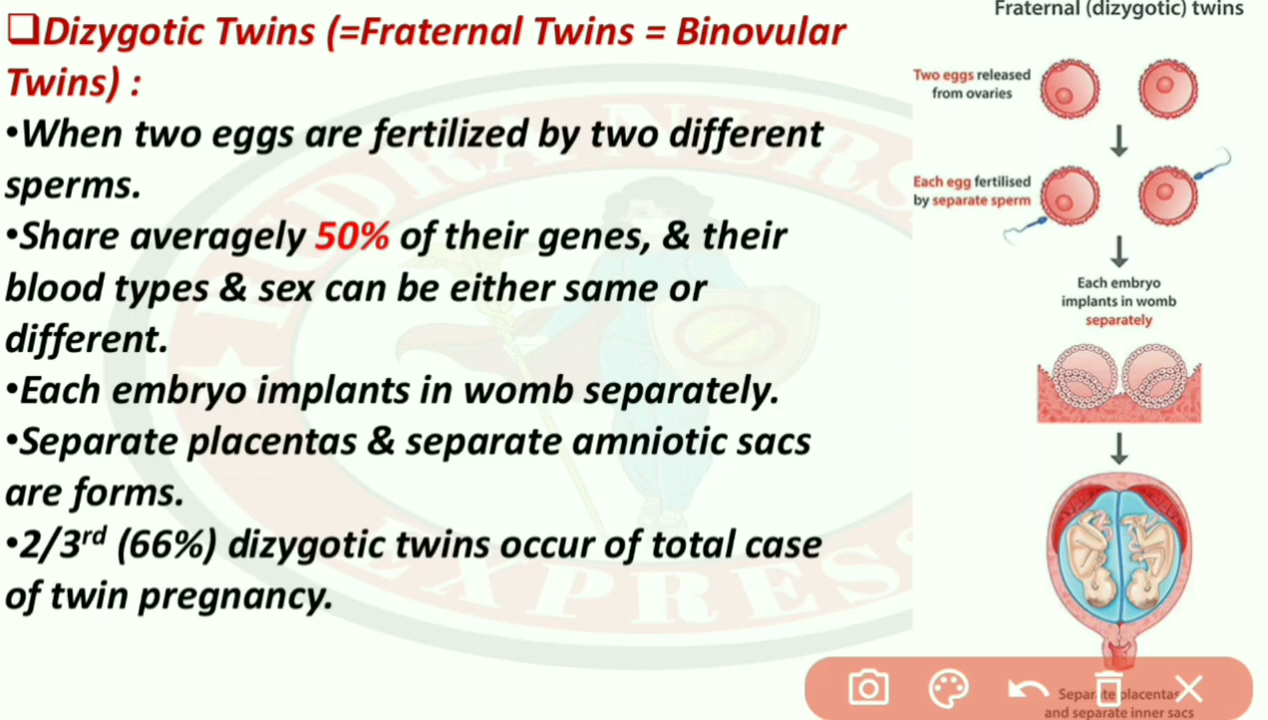 ❑Dizygotic Twins (=Fraternal Twins = Binovular
Twins) :
•When two eggs are fertilized by two different
sperms.
•Share averagely 50% of their genes, & their
blood types & sex can be either same or
different.
•Each embryo implants in womb separately.
•Separate placentas & separate amniotic sacs
are forms.
•2/3rd (66%) dizygotic twins occur of total case
of twin pregnancy.
Fraternal (dizygotic) twins
Two eggs released
from ovaries
Each egg fertilised
by separate sperm
Each embryo
implants in womb
separately
Separate placentas
and separate inner sacs
EXPRESS